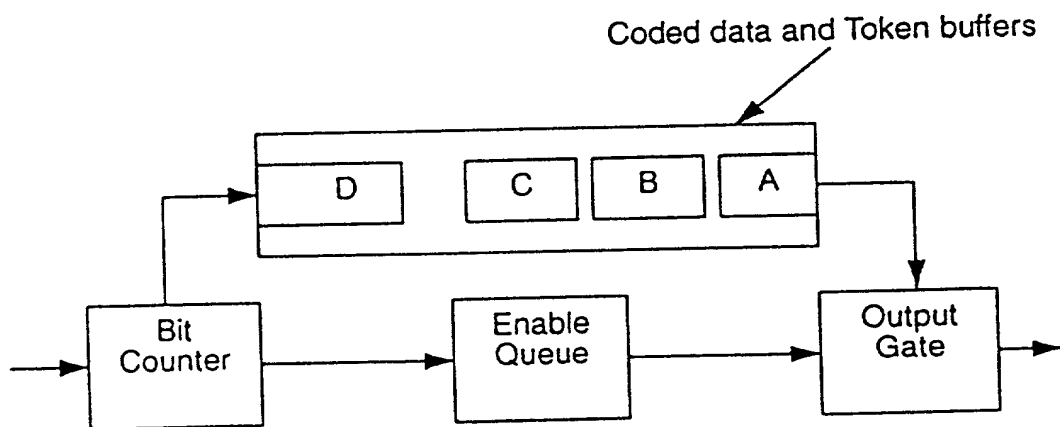 Coded data and Token buffers
D
C
B
A
Bit
Counter
Enable
Queue
Output
Gate